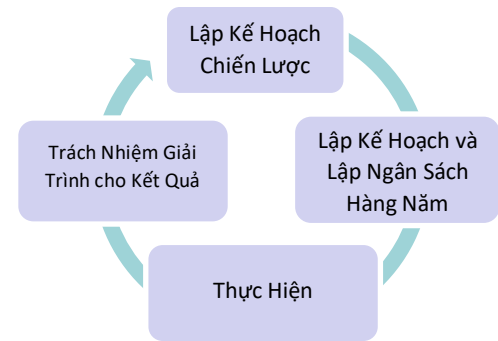 Lập Kế Hoạch
Chiến Lược
Lập Kế Hoạch và
Lập Ngân Sách
Hàng Năm
Thực Hiện
Trách Nhiệm Giải
Trình cho Kết Quả